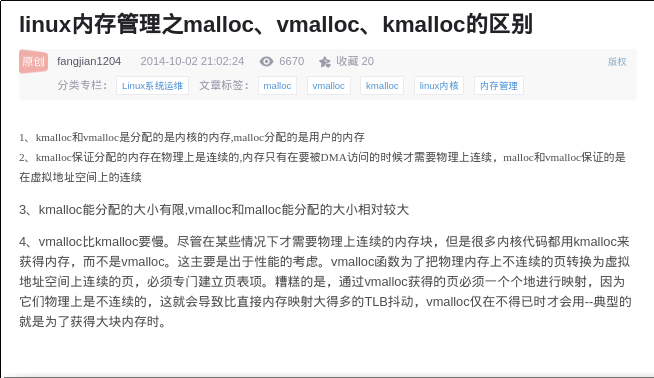 linux内存管理之malloc、vmalloc、kmalloc的区别
原创 fangjian1204 2014-10-02 21:02:24 6670 收藏 20 版权
分类专栏: Linux系统运维 文章标签: malloc vmalloc kmalloc linux内核 内存管理
1、kmalloc和vmalloc是分配的是内核的内存,malloc分配的是用户的内存
2、kmalloc保证分配的内存在物理上是连续的,内存只有在要被DMA访问的时候才需要物理上连续，malloc和vmalloc保证的是
在虚拟地址空间上的连续
3、kmalloc能分配的大小有限,vmalloc和malloc能分配的大小相对较大
4、vmalloc比kmalloc要慢。尽管在某些情况下才需要物理上连续的内存块，但是很多内核代码都用kmalloc来
获得内存，而不是vmalloc。这主要是出于性能的考虑。vmalloc函数为了把物理内存上不连续的页转换为虚拟
地址空间上连续的页，必须专门建立页表项。糟糕的是，通过vmalloc获得的页必须一个个地进行映射，因为
它们物理上是不连续的，这就会导致比直接内存映射大得多的TLB抖动，vmalloc仅在不得已时才会用--典型的
就是为了获得大块内存时。